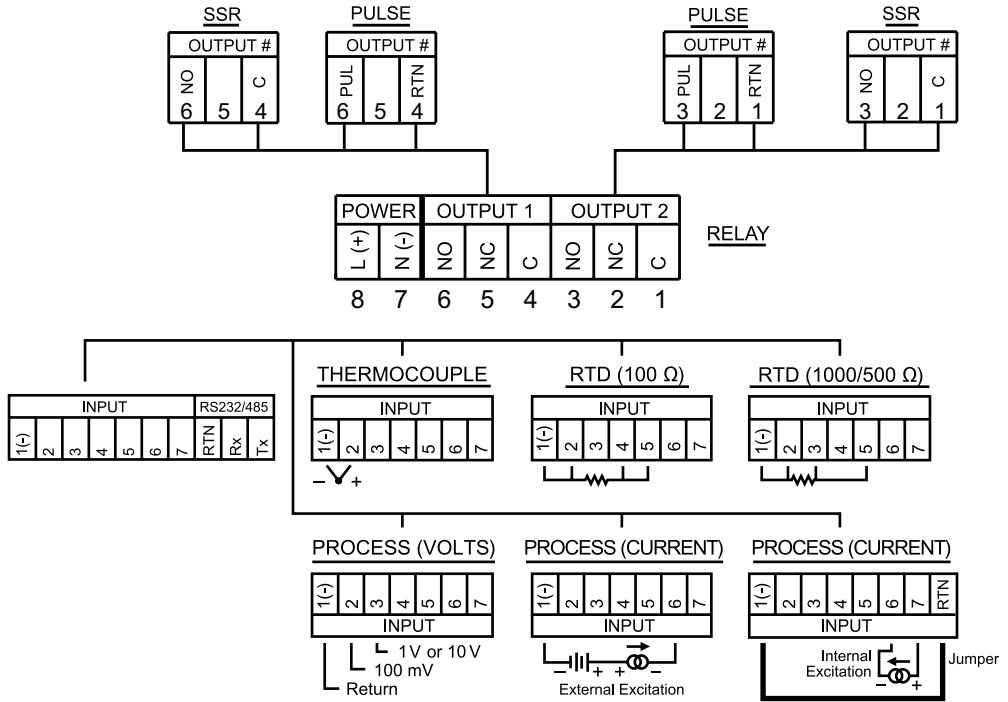 SSR PULSE PULSE SSR
OUTPUT # OUTPUT # OUTPUT # OUTPUT #
NO C PUL RTN PUL RTN NO C
6 5 4 6 5 4 3 2 1 3 2 1
POWER OUTPUT 1 OUTPUT 2
L (+) N (-) NO NC C NO NC C
RELAY
8 7 6 5 4 3 2 1
THERMOCOUPLE RTD (100 Ω) RTD (1000/500 Ω)
INPUT RS232/485 INPUT INPUT INPUT
1(-) 2 3 4 5 6 7 RTN Rx Tx
1(-) 2 3 4 5 6 7
1(-) 2 3 4 5 6 7
1(-) 2 3 4 5 6 7
− +
PROCESS (VOLTS) PROCESS (CURRENT) PROCESS (CURRENT)
1(-) 2 3 4 5 6 7
1(-) 2 3 4 5 6 7
1(-) 2 3 4 5 6 7 RTN
INPUT INPUT INPUT
1V or 10V
100 mV
Return
− + + −
External Excitation
Internal
Excitation
− +
Jumper